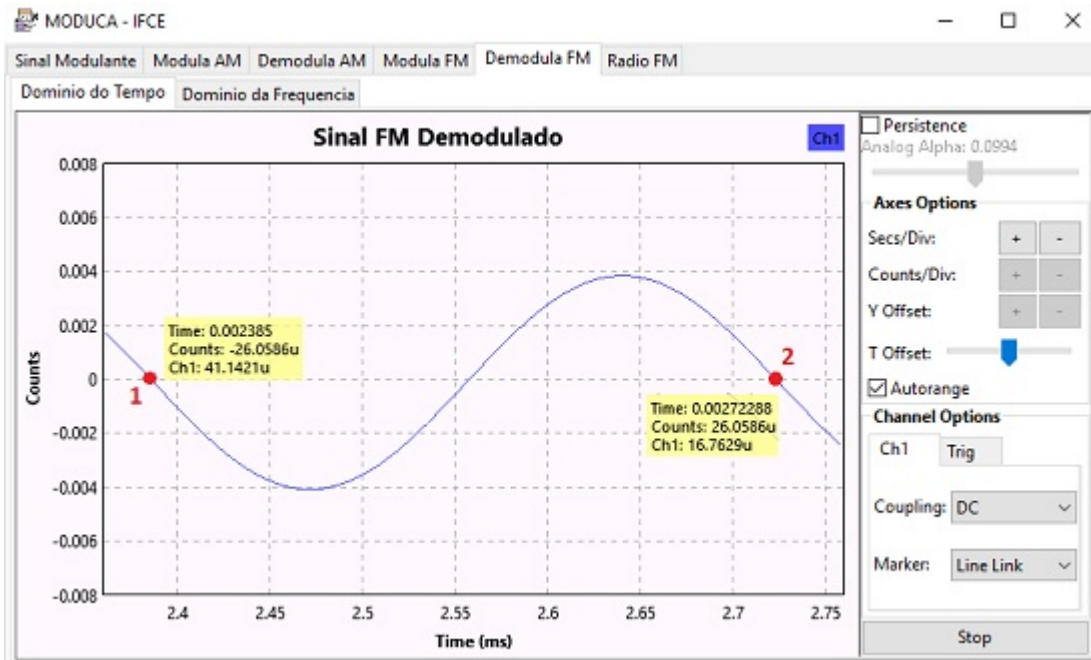 MODUCA - IFCE
Sinal Modulante Modula AM Demodula AM Modula FM Demodula FM Radio FM
Dominio do Tempo Dominio da Frequencia
Sinal FM Demodulado
Ch1
0.008
0.006
0.004
0.002
0
-0.002
-0.004
-0.006
-0.008
Counts
Time: 0.002385
Counts: -26.0586u
Ch1: 41.1421u
1
2
Time: 0.00272288
Counts: 26.0586u
Ch1: 16.7629u
2.4 2.45 2.5 2.55 2.6 2.65 2.7 2.75
Time (ms)
Persistence
Analog Alpha: 0.0994
Axes Options
Secs/Div: + -
Counts/Div: + -
Y Offset: + -
T Offset:
Autorange
Channel Options
Ch1 Trig
Coupling: DC
Marker: Line Link
Stop